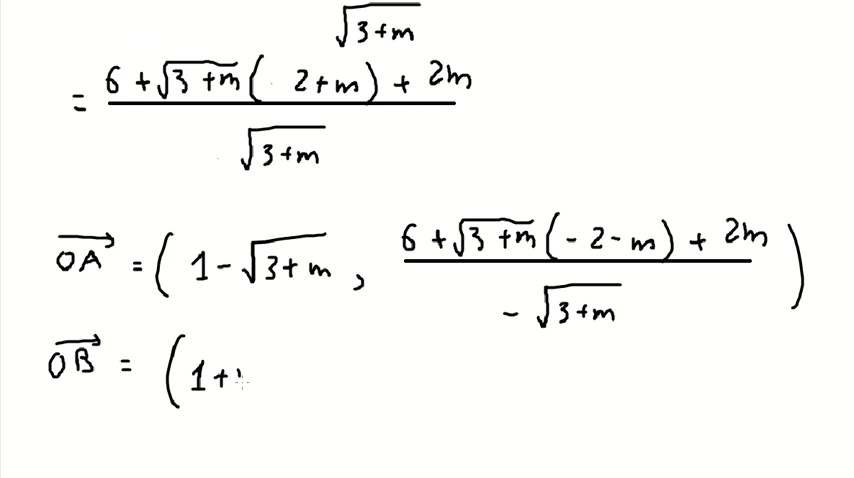 √(3+m)
= (6 + √(3+m) (2+m) + 2m) / √(3+m)
→OA = ( 1 - √(3+m) , (6 + √(3+m) (-2-m) + 2m) / -√(3+m) )
→OB = ( 1 +